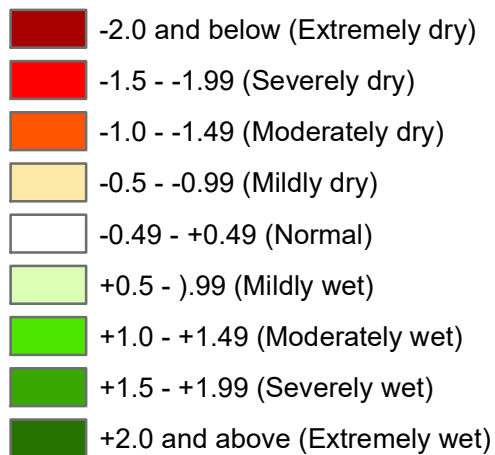 -2.0 and below (Extremely dry)
-1.5 - -1.99 (Severely dry)
-1.0 - -1.49 (Moderately dry)
-0.5 - -0.99 (Mildly dry)
-0.49 - +0.49 (Normal)
+0.5 - ).99 (Mildly wet)
+1.0 - +1.49 (Moderately wet)
+1.5 - +1.99 (Severely wet)
+2.0 and above (Extremely wet)